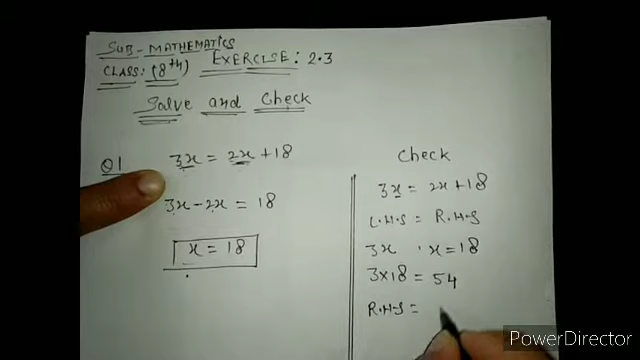 SUB - MATHEMATICS
CLASS: (8th) EXERCISE: 2.3
Solve and Check
Q1 3x = 2x + 18
3x - 2x = 18
x = 18
Check
3x = 2x + 18
L.H.S = R.H.S
3x , x = 18
3x18 = 54
R.H.S =
PowerDirector